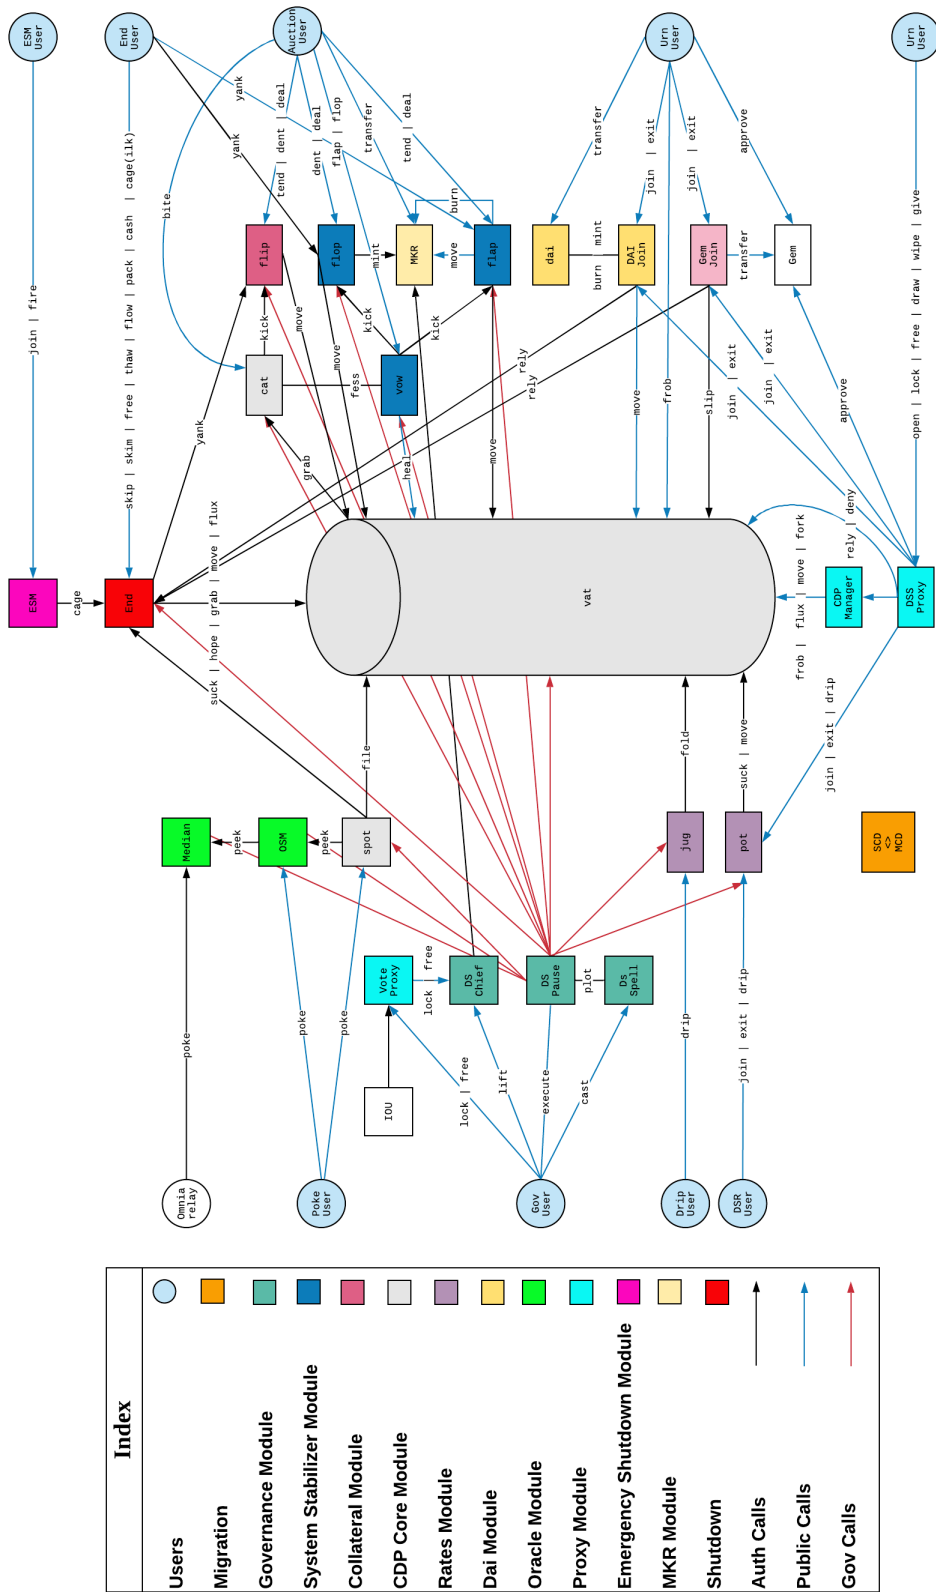 ESM
User
End
User
Auction
User
Urn
User
Urn
User
join | fire
skip | skim | free | thaw | flow | pack | cash | cage(ilk)
yank
yank
bite
tend | dent | deal
dent | deal
flap | flop
transfer
tend | deal
transfer
join | exit
frob
join | exit
approve
open | lock | free | draw | wipe | give
flip
flop
MKR
flap
burn
mint
move
dai
burn
mint
DAI
Join
Gem
Join
transfer
Gem
kick
move
cat
yank
fess
move
kick
vow
kick
grab
heal
move
rely
rely
move
frob
slip
join | exit
join | exit
approve
ESM
cage
End
suck | hope | grab | move | flux
vat
frob | flux | move | fork
CDP
Manager
rely | deny
DSS
Proxy
join | exit | drip
file
fold
suck | move
Median
peek
OSM
peek
spot
jug
pot
SCD
<>
MCD
poke
poke
poke
Vote
Proxy
lock | free
DS
Chief
DS
Pause
plot
Ds
Spell
IOU
lock | free
lift
execute
cast
drip
join | exit | drip
Omnia
relay
Poke
User
Gov
User
Drip
User
DSR
User
Index
Users
Migration
Governance Module
System Stabilizer Module
Collateral Module
CDP Core Module
Rates Module
Dai Module
Oracle Module
Proxy Module
Emergency Shutdown Module
MKR Module
Shutdown
Auth Calls
Public Calls
Gov Calls